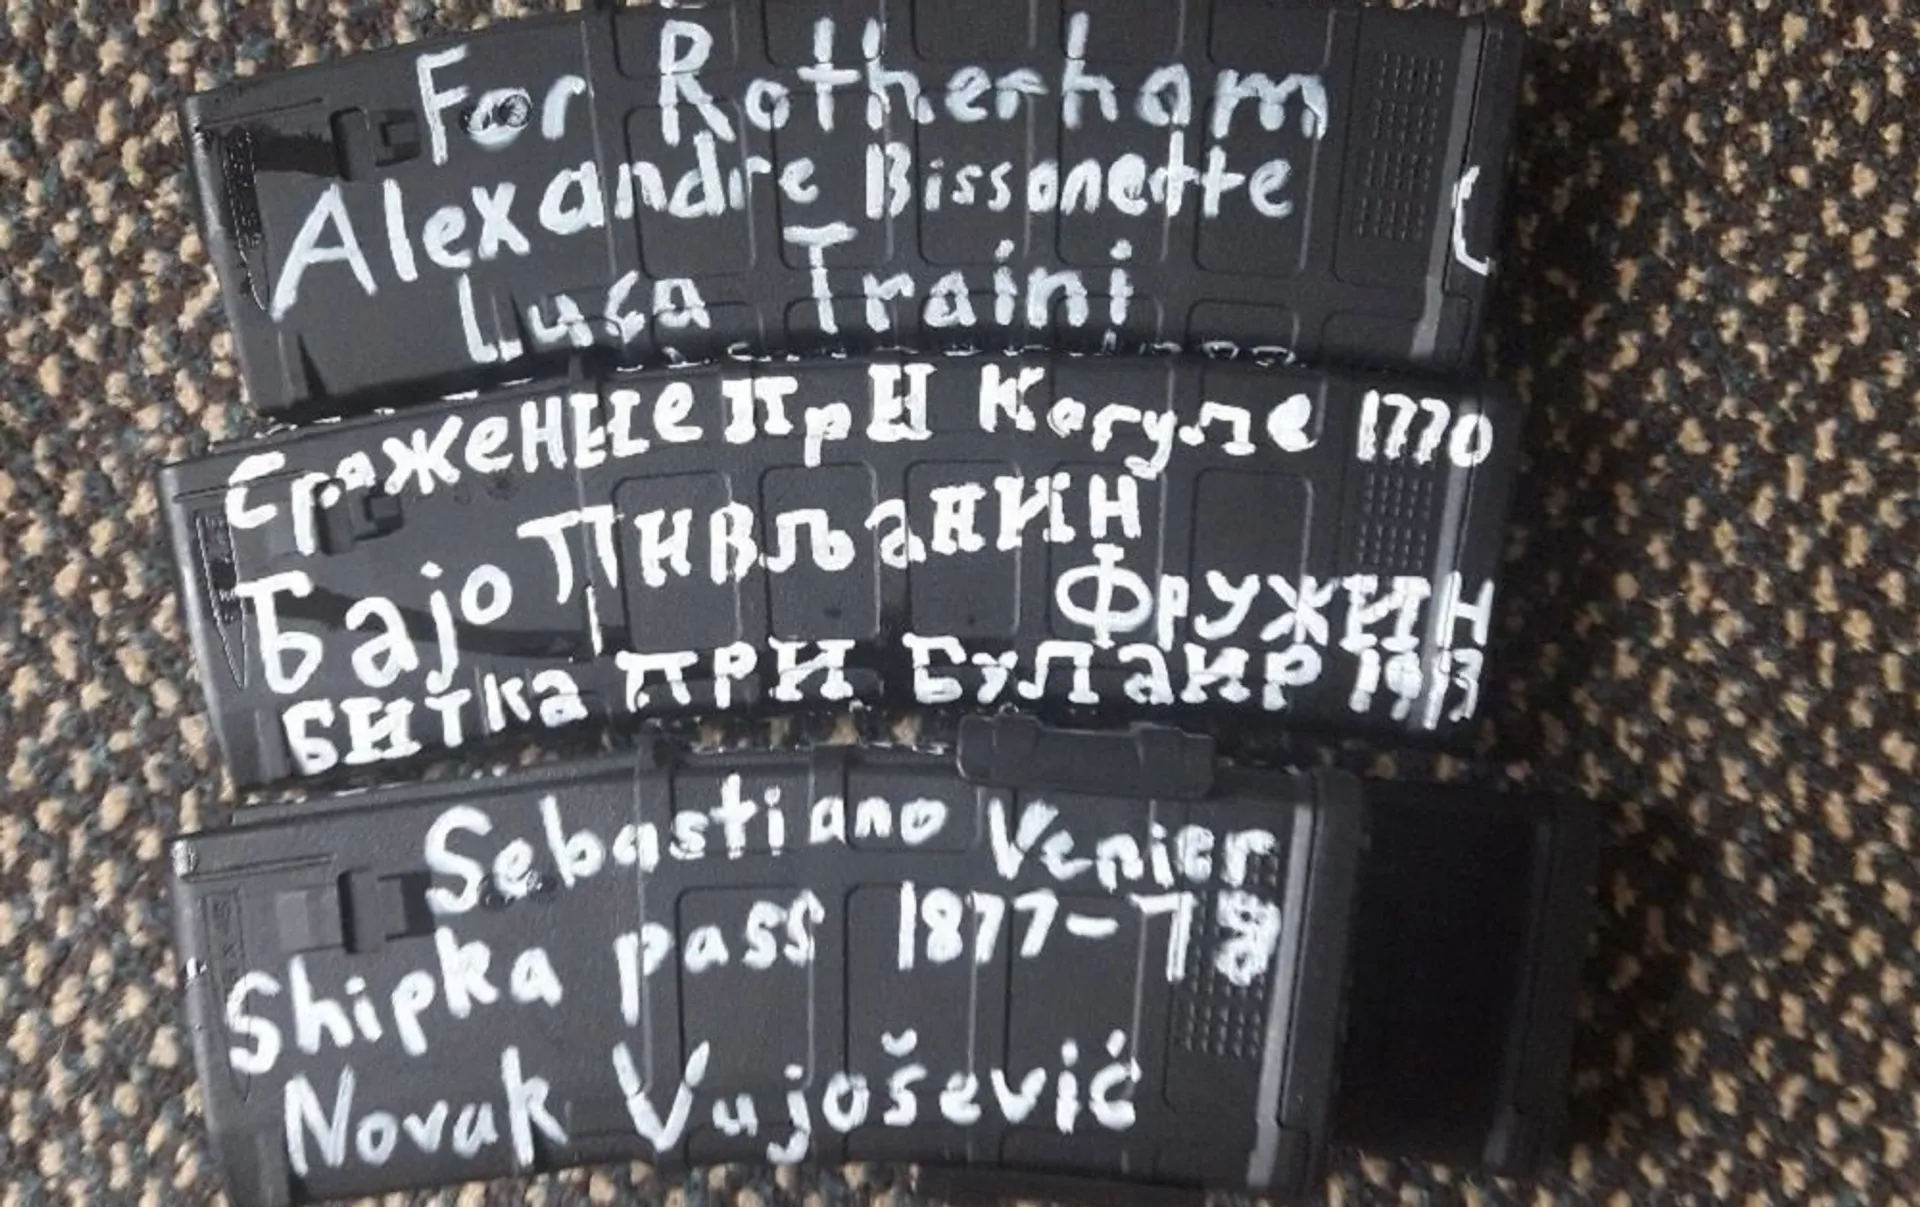 For Rotherham
Alexandre Bissonette
Luca Traini
Сражение при Кагуле 1770
Бајо Пивљанин
Фружин
Битка при Булаир 1913
Sebastiano Venier
Shipka pass 1877-78
Novak Vujošević